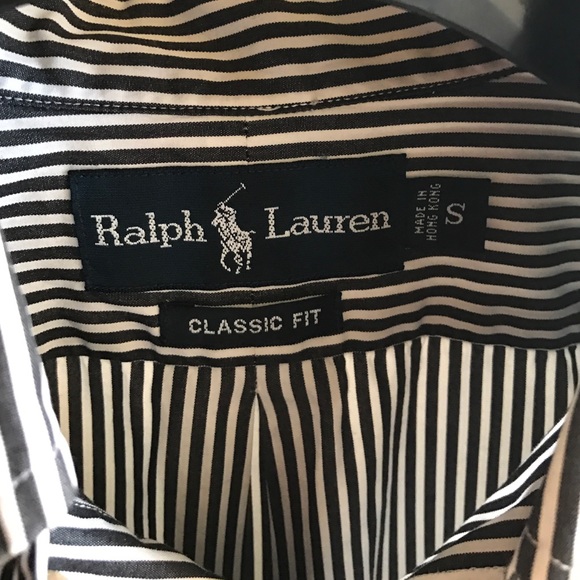 Ralph Lauren
MADE IN
HONG KONG
S
CLASSIC FIT